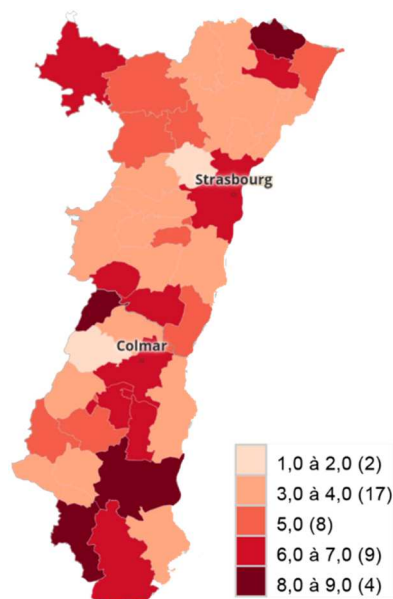 Strasbourg
Colmar
1,0 à 2,0 (2)
3,0 à 4,0 (17)
5,0 (8)
6,0 à 7,0 (9)
8,0 à 9,0 (4)